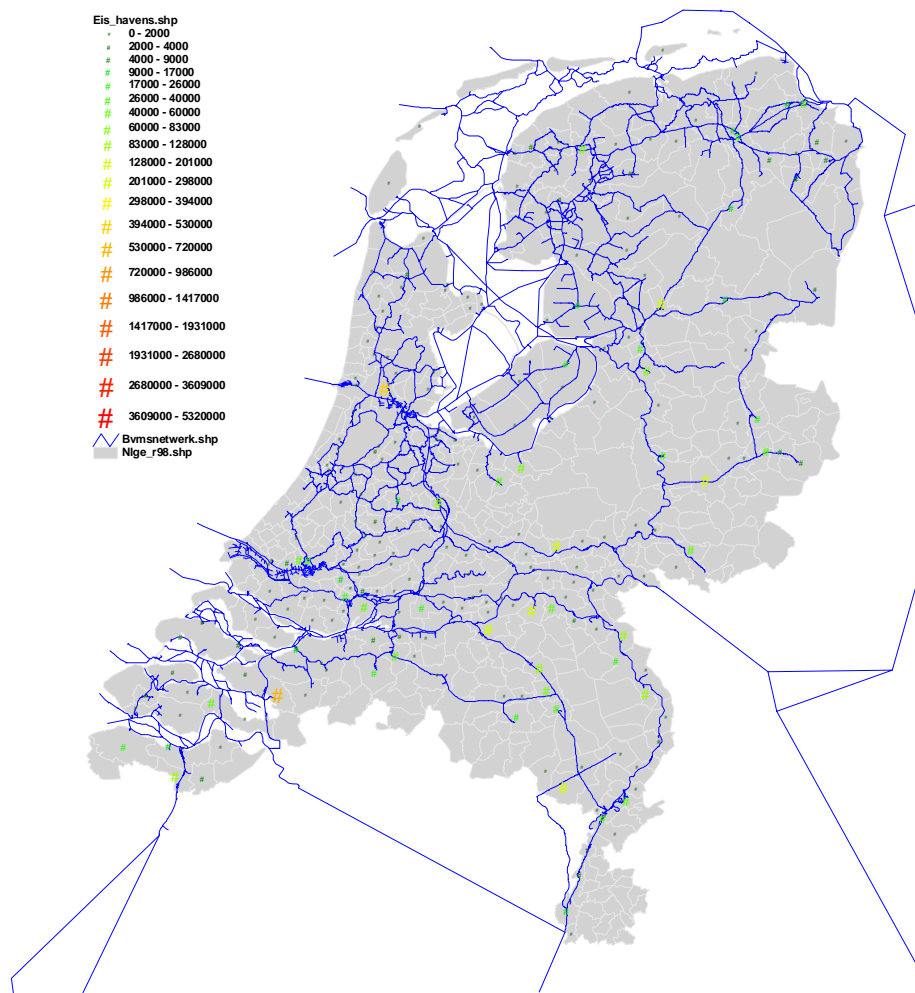 Eis_havens.shp
# 0 - 2000
# 2000 - 4000
# 4000 - 9000
# 9000 - 17000
# 17000 - 26000
# 26000 - 40000
# 40000 - 60000
# 60000 - 83000
# 83000 - 128000
# 128000 - 201000
# 201000 - 298000
# 298000 - 394000
# 394000 - 530000
# 530000 - 720000
# 720000 - 986000
# 986000 - 1417000
# 1417000 - 1931000
# 1931000 - 2680000
# 2680000 - 3609000
# 3609000 - 5320000
Bvmsnetwerk.shp
Nlge_r98.shp